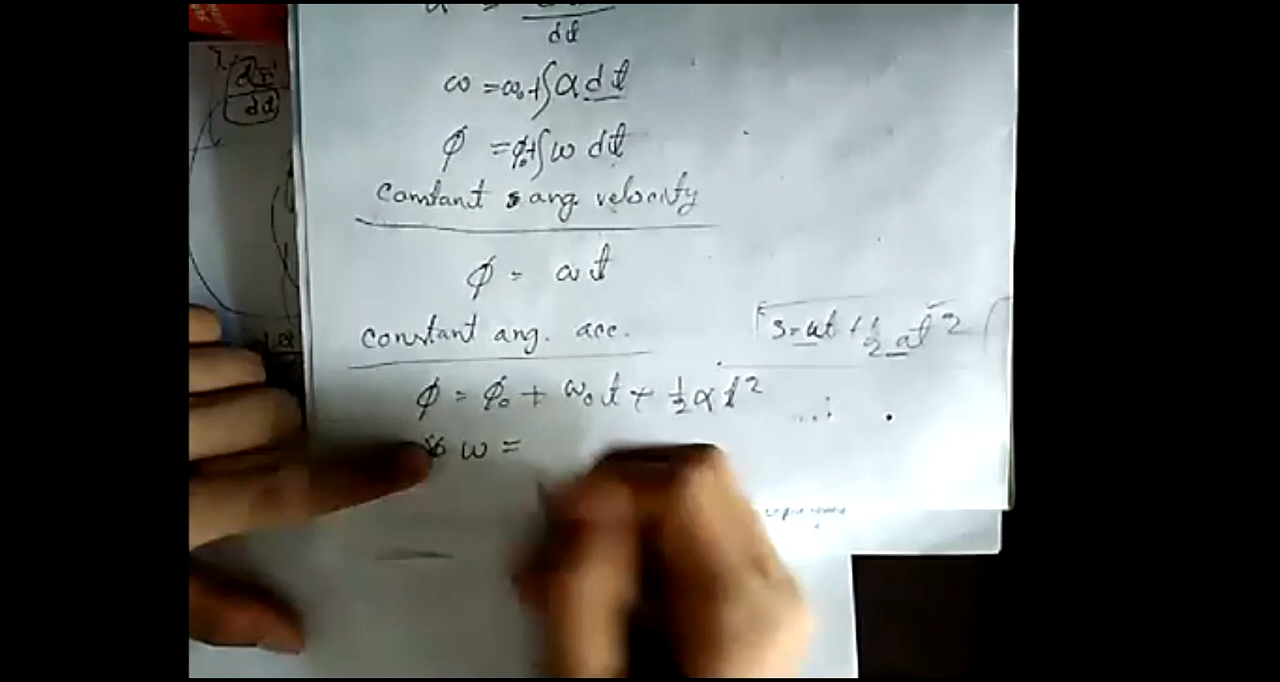 dt
ω = ω₀+∫α dt
ϕ = ϕ₀+∫ω dt
constant ang. velocity
ϕ = ωt
constant ang. acc.
s=ut+½at²
ϕ = ϕ₀ + ω₀t + ½αt²
ω =